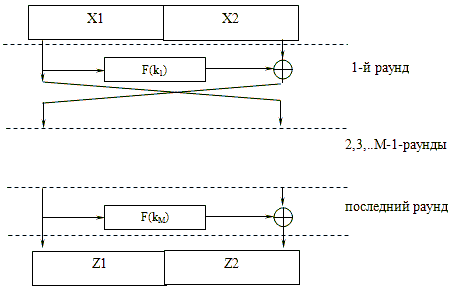 X1 X2
F(k1) 1-й раунд
2,3,..M-1-раунды
последний раунд
F(kM)
Z1 Z2